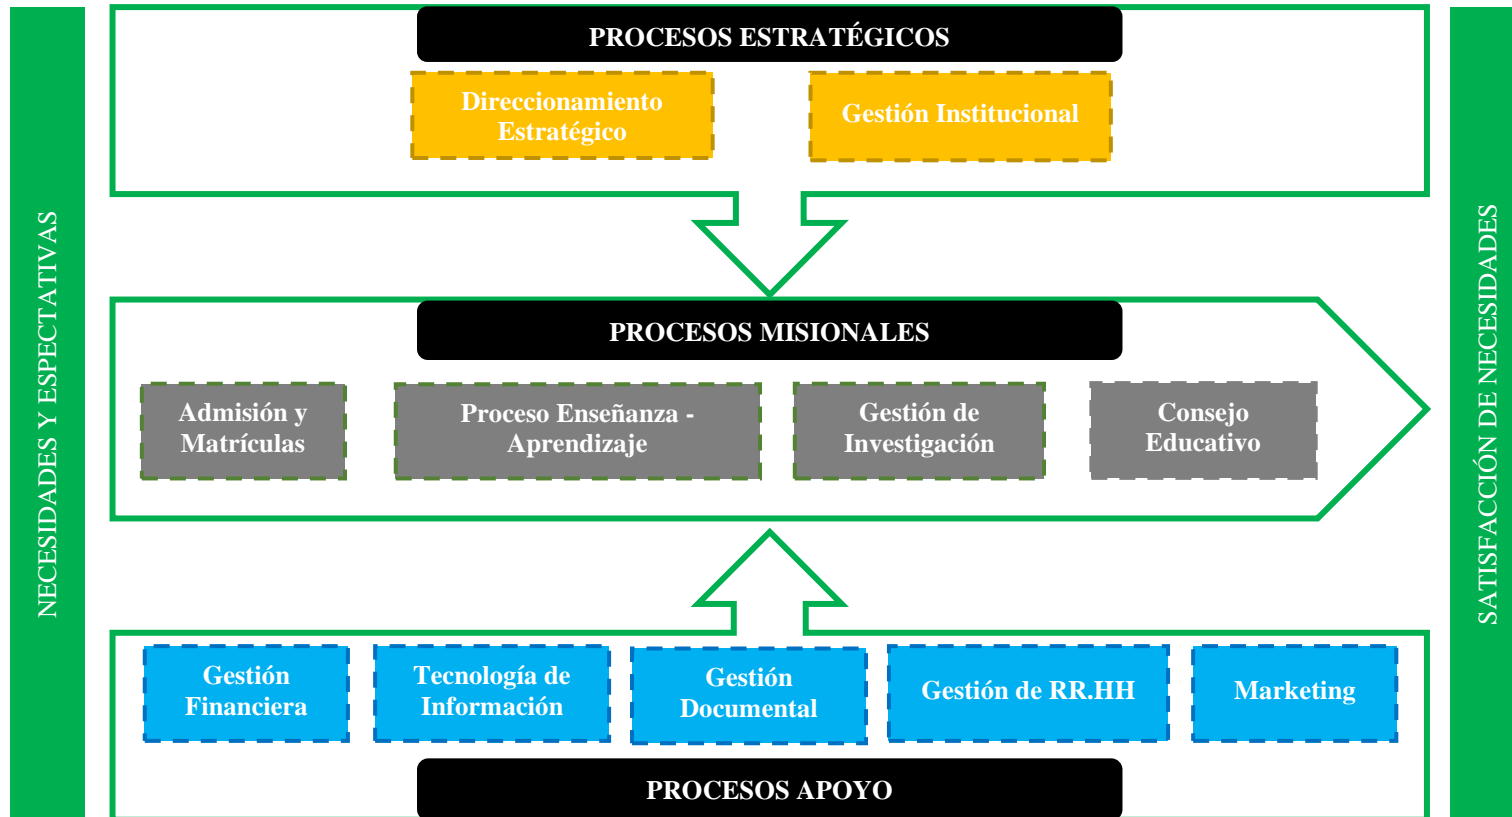 NECESIDADES Y ESPECTATIVAS
PROCESOS ESTRATÉGICOS
Direccionamiento
Estratégico
Gestión Institucional
PROCESOS MISIONALES
Admisión y
Matrículas
Proceso Enseñanza -
Aprendizaje
Gestión de
Investigación
Consejo
Educativo
Gestión
Financiera
Tecnología de
Información
Gestión
Documental
Gestión de RR.HH
Marketing
PROCESOS APOYO
SATISFACCIÓN DE NECESIDADES